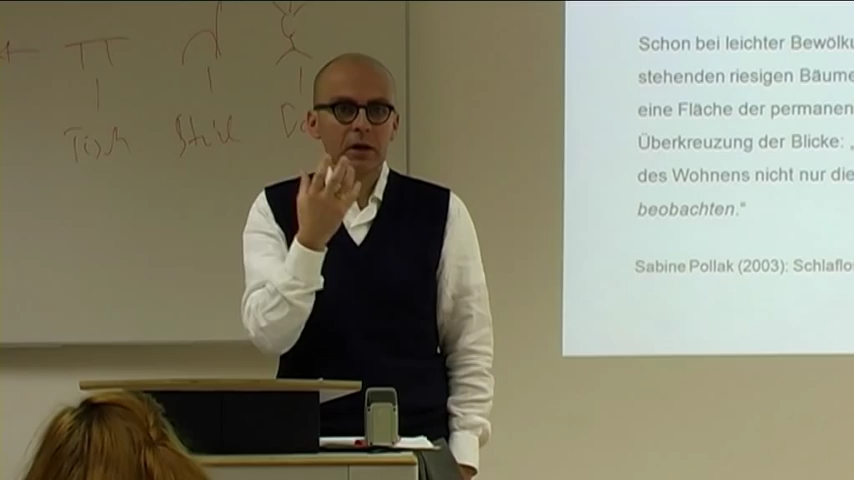 Tisch Stuhl
Schon bei leichter Bewölku
stehenden riesigen Bäume
eine Fläche der permanen
Überkreuzung der Blicke: „
des Wohnens nicht nur die
beobachten.“
Sabine Pollak (2003): Schlaflo